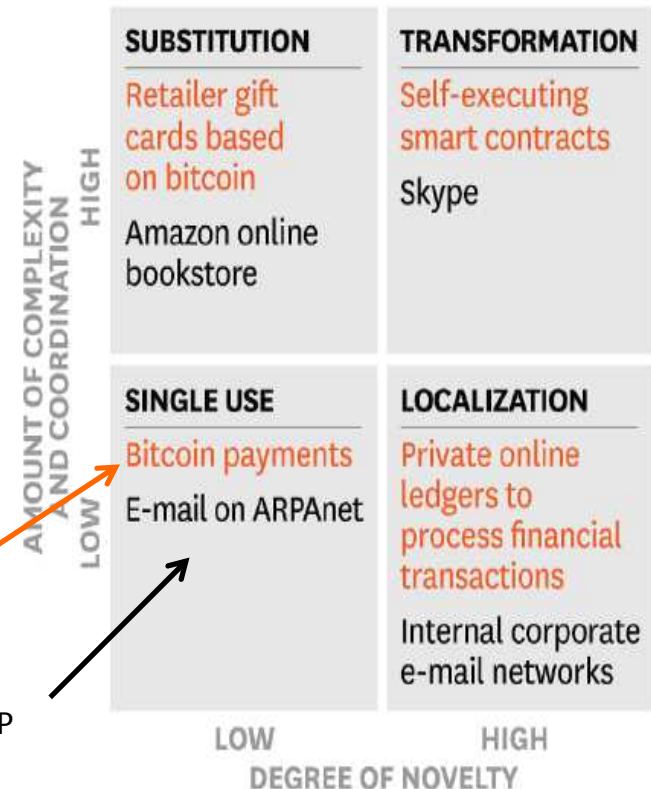 SUBSTITUTION
Retailer gift
cards based
on bitcoin
Amazon online
bookstore
TRANSFORMATION
Self-executing
smart contracts
Skype
SINGLE USE
Bitcoin payments
E-mail on ARPAnet
LOCALIZATION
Private online
ledgers to
process financial
transactions
Internal corporate
e-mail networks
AMOUNT OF COMPLEXITY
AND COORDINATION
HIGH
LOW
P
LOW
HIGH
DEGREE OF NOVELTY